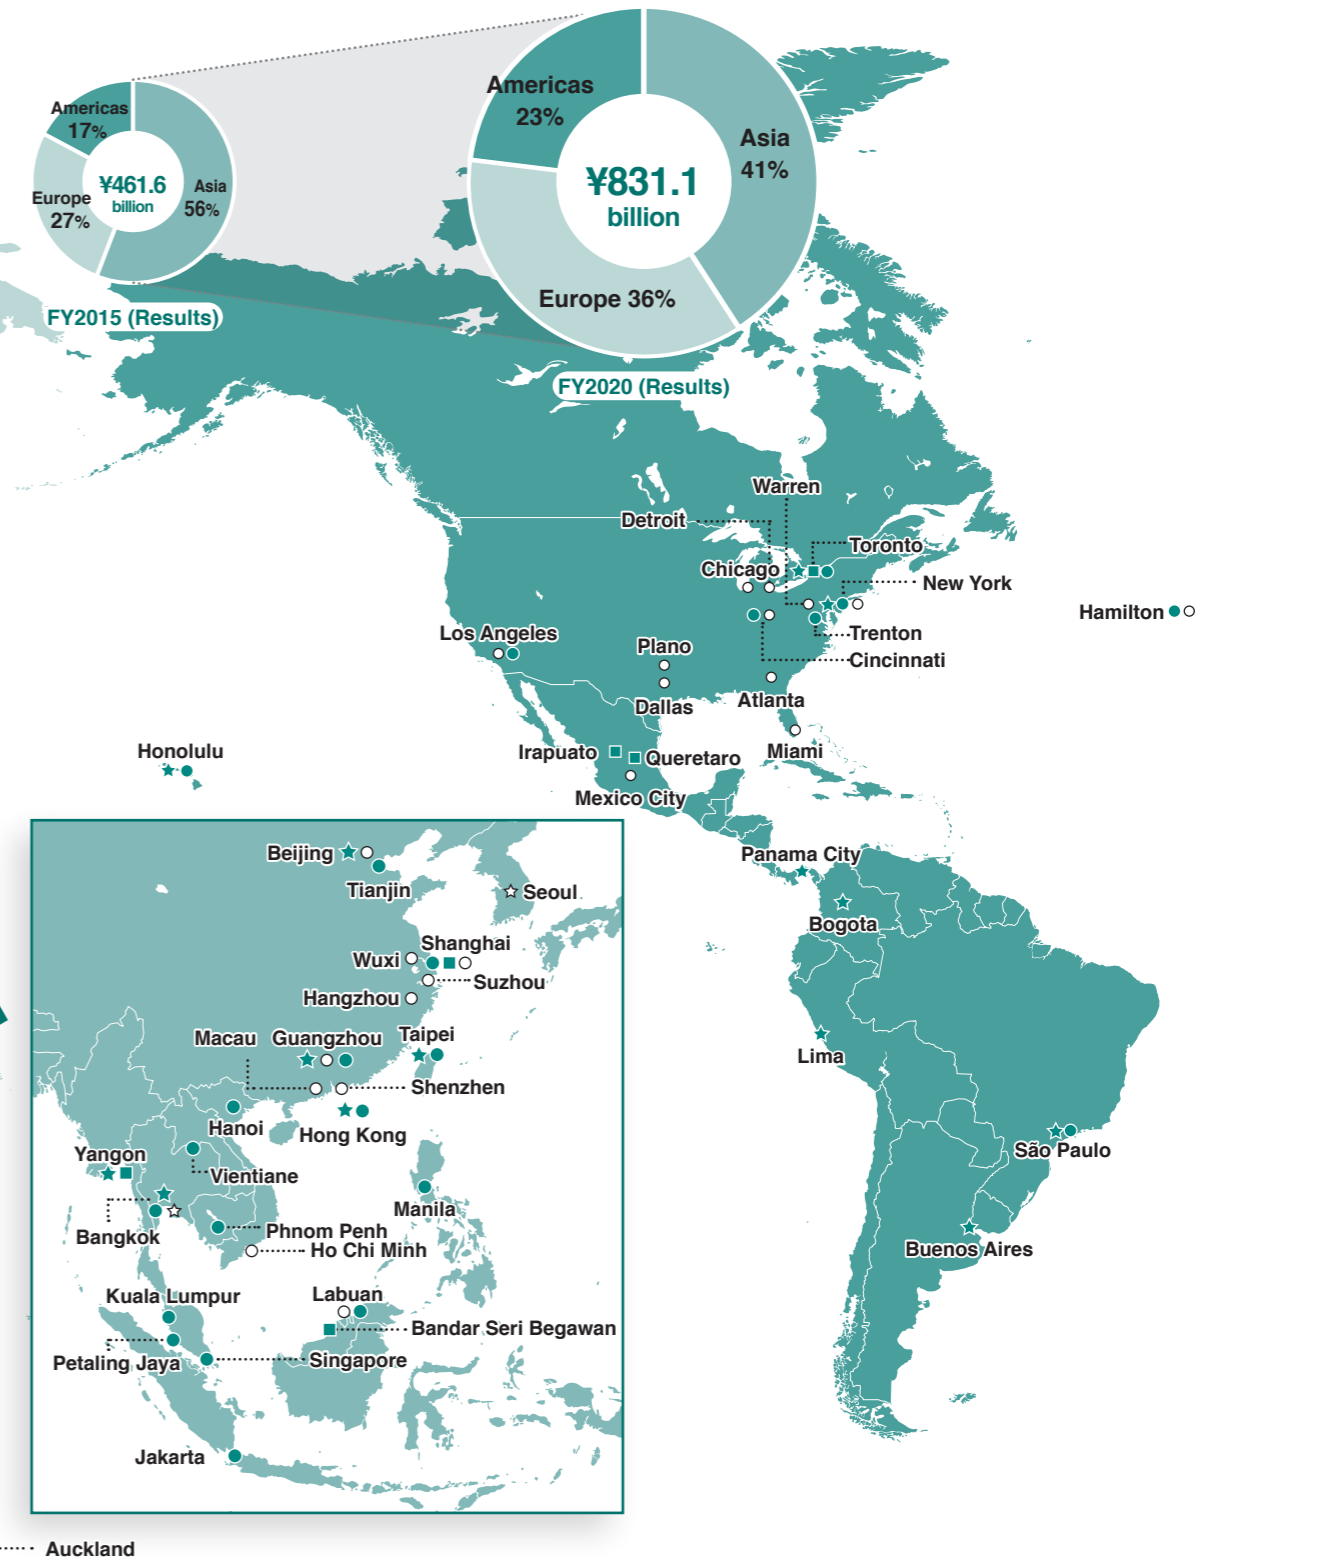 Americas
17%
Asia
56%
Europe
27%
¥461.6
billion
FY2015 (Results)
Americas
23%
Asia
41%
Europe 36%
¥831.1
billion
FY2020 (Results)
Warren
Detroit
Toronto
Chicago
New York
Hamilton
Los Angeles
Trenton
Plano
Cincinnati
Dallas
Atlanta
Honolulu
Irapuato
Queretaro
Miami
Mexico City
Panama City
Bogota
Lima
São Paulo
Buenos Aires
Beijing
Tianjin
Seoul
Shanghai
Wuxi
Suzhou
Hangzhou
Macau
Guangzhou
Taipei
Shenzhen
Hanoi
Hong Kong
Yangon
Vientiane
Manila
Bangkok
Phnom Penh
Ho Chi Minh
Kuala Lumpur
Labuan
Bandar Seri Begawan
Petaling Jaya
Singapore
Jakarta
Auckland